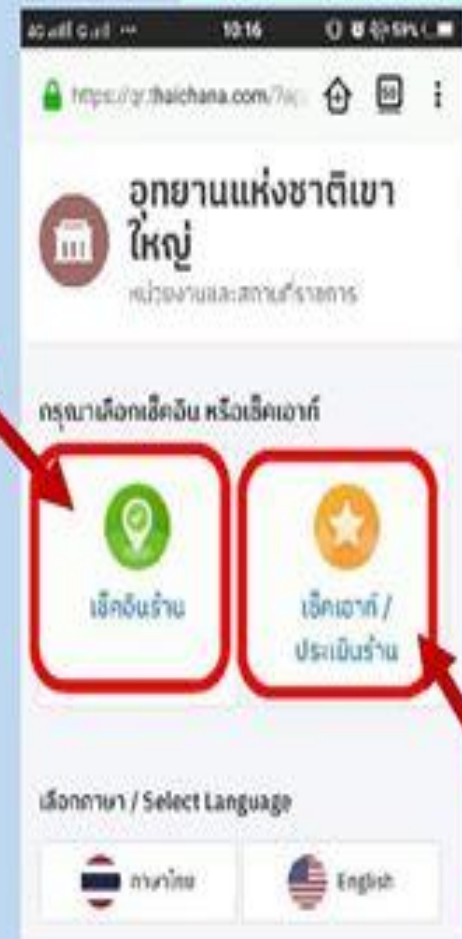 10:16
https://qr.thaichana.com/?ap
อุทยานแห่งชาติเขา
ใหญ่
หน่วยงานและสถานที่ราชการ
กรุณาเลือกเช็คอิน หรือเช็คเอาท์
เช็คอินร้าน
เช็คเอาท์ /
ประเมินร้าน
เลือกภาษา / Select Language
ภาษาไทย
English